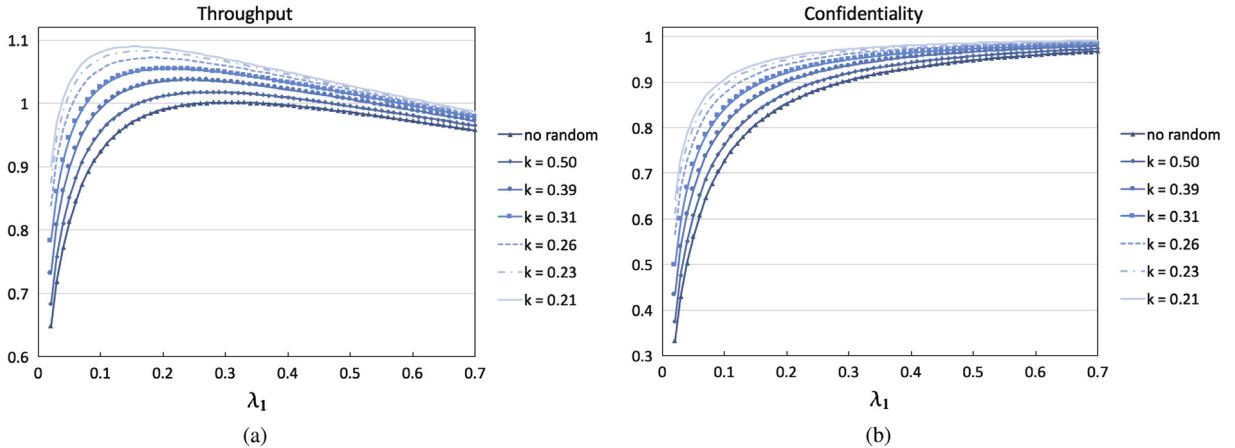 Throughput
1.1
1
0.9
0.8
0.7
0.6
0 0.1 0.2 0.3 0.4 0.5 0.6 0.7
λ1
(a)
no random
k = 0.50
k = 0.39
k = 0.31
k = 0.26
k = 0.23
k = 0.21
Confidentiality
1
0.9
0.8
0.7
0.6
0.5
0.4
0.3
0 0.1 0.2 0.3 0.4 0.5 0.6 0.7
λ1
(b)
no random
k = 0.50
k = 0.39
k = 0.31
k = 0.26
k = 0.23
k = 0.21